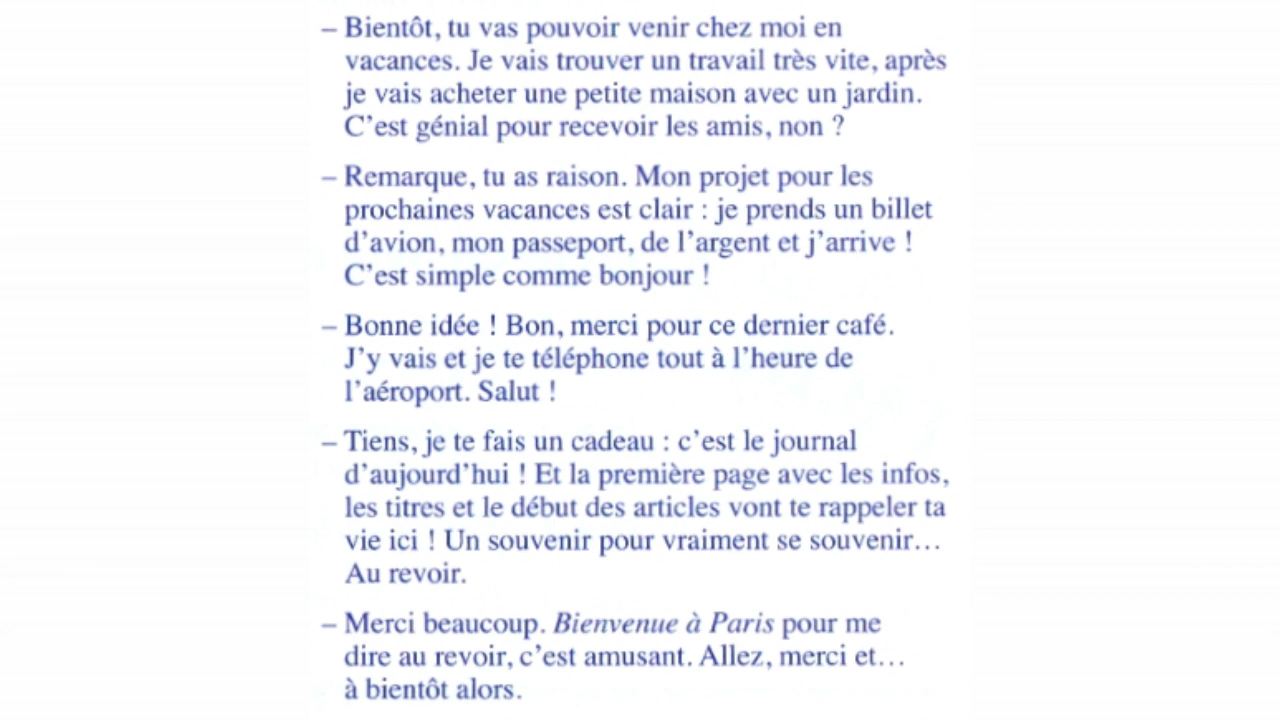 – Bientôt, tu vas pouvoir venir chez moi en
vacances. Je vais trouver un travail très vite, après
je vais acheter une petite maison avec un jardin.
C’est génial pour recevoir les amis, non ?
– Remarque, tu as raison. Mon projet pour les
prochaines vacances est clair : je prends un billet
d’avion, mon passeport, de l’argent et j’arrive !
C’est simple comme bonjour !
– Bonne idée ! Bon, merci pour ce dernier café.
J’y vais et je te téléphone tout à l’heure de
l’aéroport. Salut !
– Tiens, je te fais un cadeau : c’est le journal
d’aujourd’hui ! Et la première page avec les infos,
les titres et le début des articles vont te rappeler ta
vie ici ! Un souvenir pour vraiment se souvenir…
Au revoir.
– Merci beaucoup. Bienvenue à Paris pour me
dire au revoir, c’est amusant. Allez, merci et…
à bientôt alors.